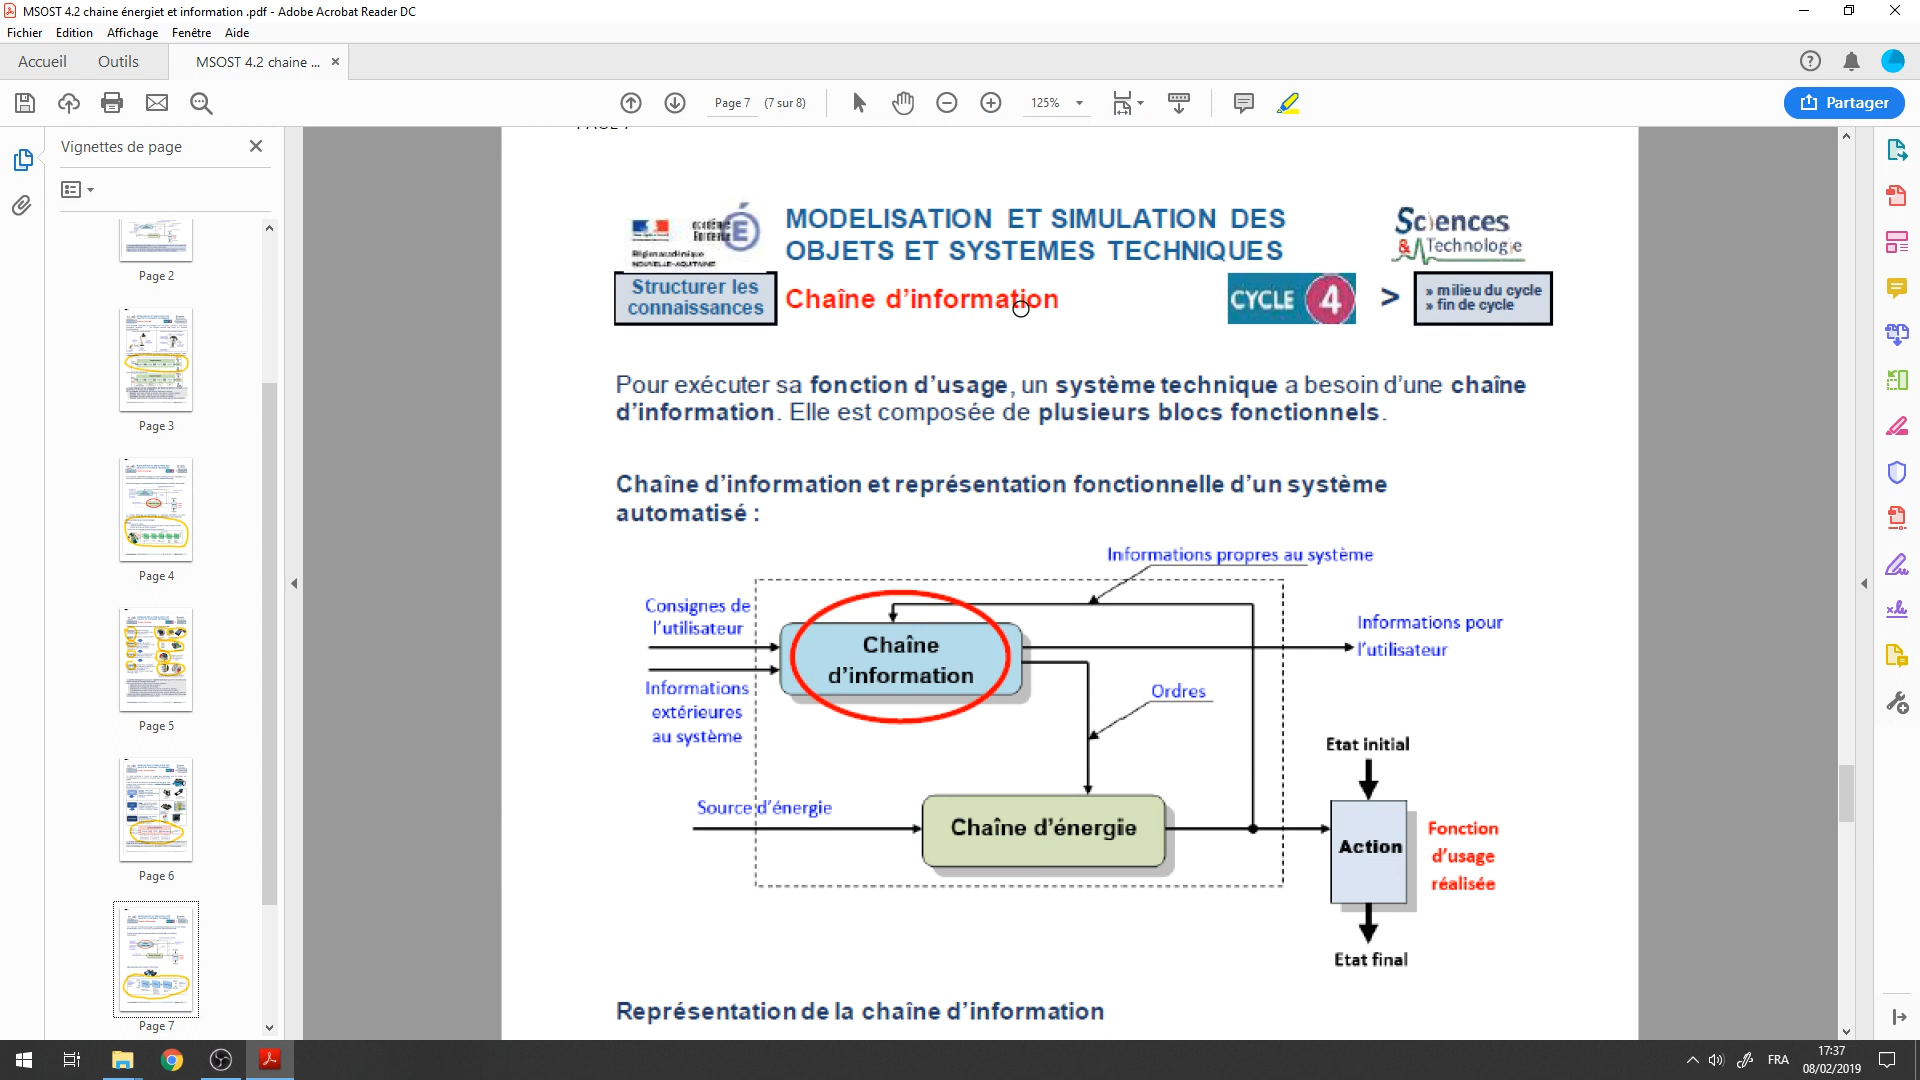 MSOST 4.2 chaine énergiet et information .pdf - Adobe Acrobat Reader DC
Fichier Edition Affichage Fenêtre Aide
Accueil Outils MSOST 4.2 chaine ...
Page 7 (7 sur 8) 125% Partager
Vignettes de page
Page 2
Page 3
Page 4
Page 5
Page 6
Page 7
MODELISATION ET SIMULATION DES
OBJETS ET SYSTEMES TECHNIQUES
Sciences
& Technologie
Structurer les
connaissances
Chaîne d'information
CYCLE 4
>
» milieu du cycle
» fin de cycle
Pour exécuter sa fonction d'usage, un système technique a besoin d'une chaîne
d'information. Elle est composée de plusieurs blocs fonctionnels.
Chaîne d'information et représentation fonctionnelle d'un système
automatisé :
Informations propres au système
Consignes de
l'utilisateur
Chaîne
d'information
Informations pour
l'utilisateur
Informations
extérieures
au système
Ordres
Etat initial
Source d'énergie
Chaîne d'énergie
Action
Fonction
d'usage
réalisée
Etat final
Représentation de la chaîne d'information
FRA
17:37
08/02/2019